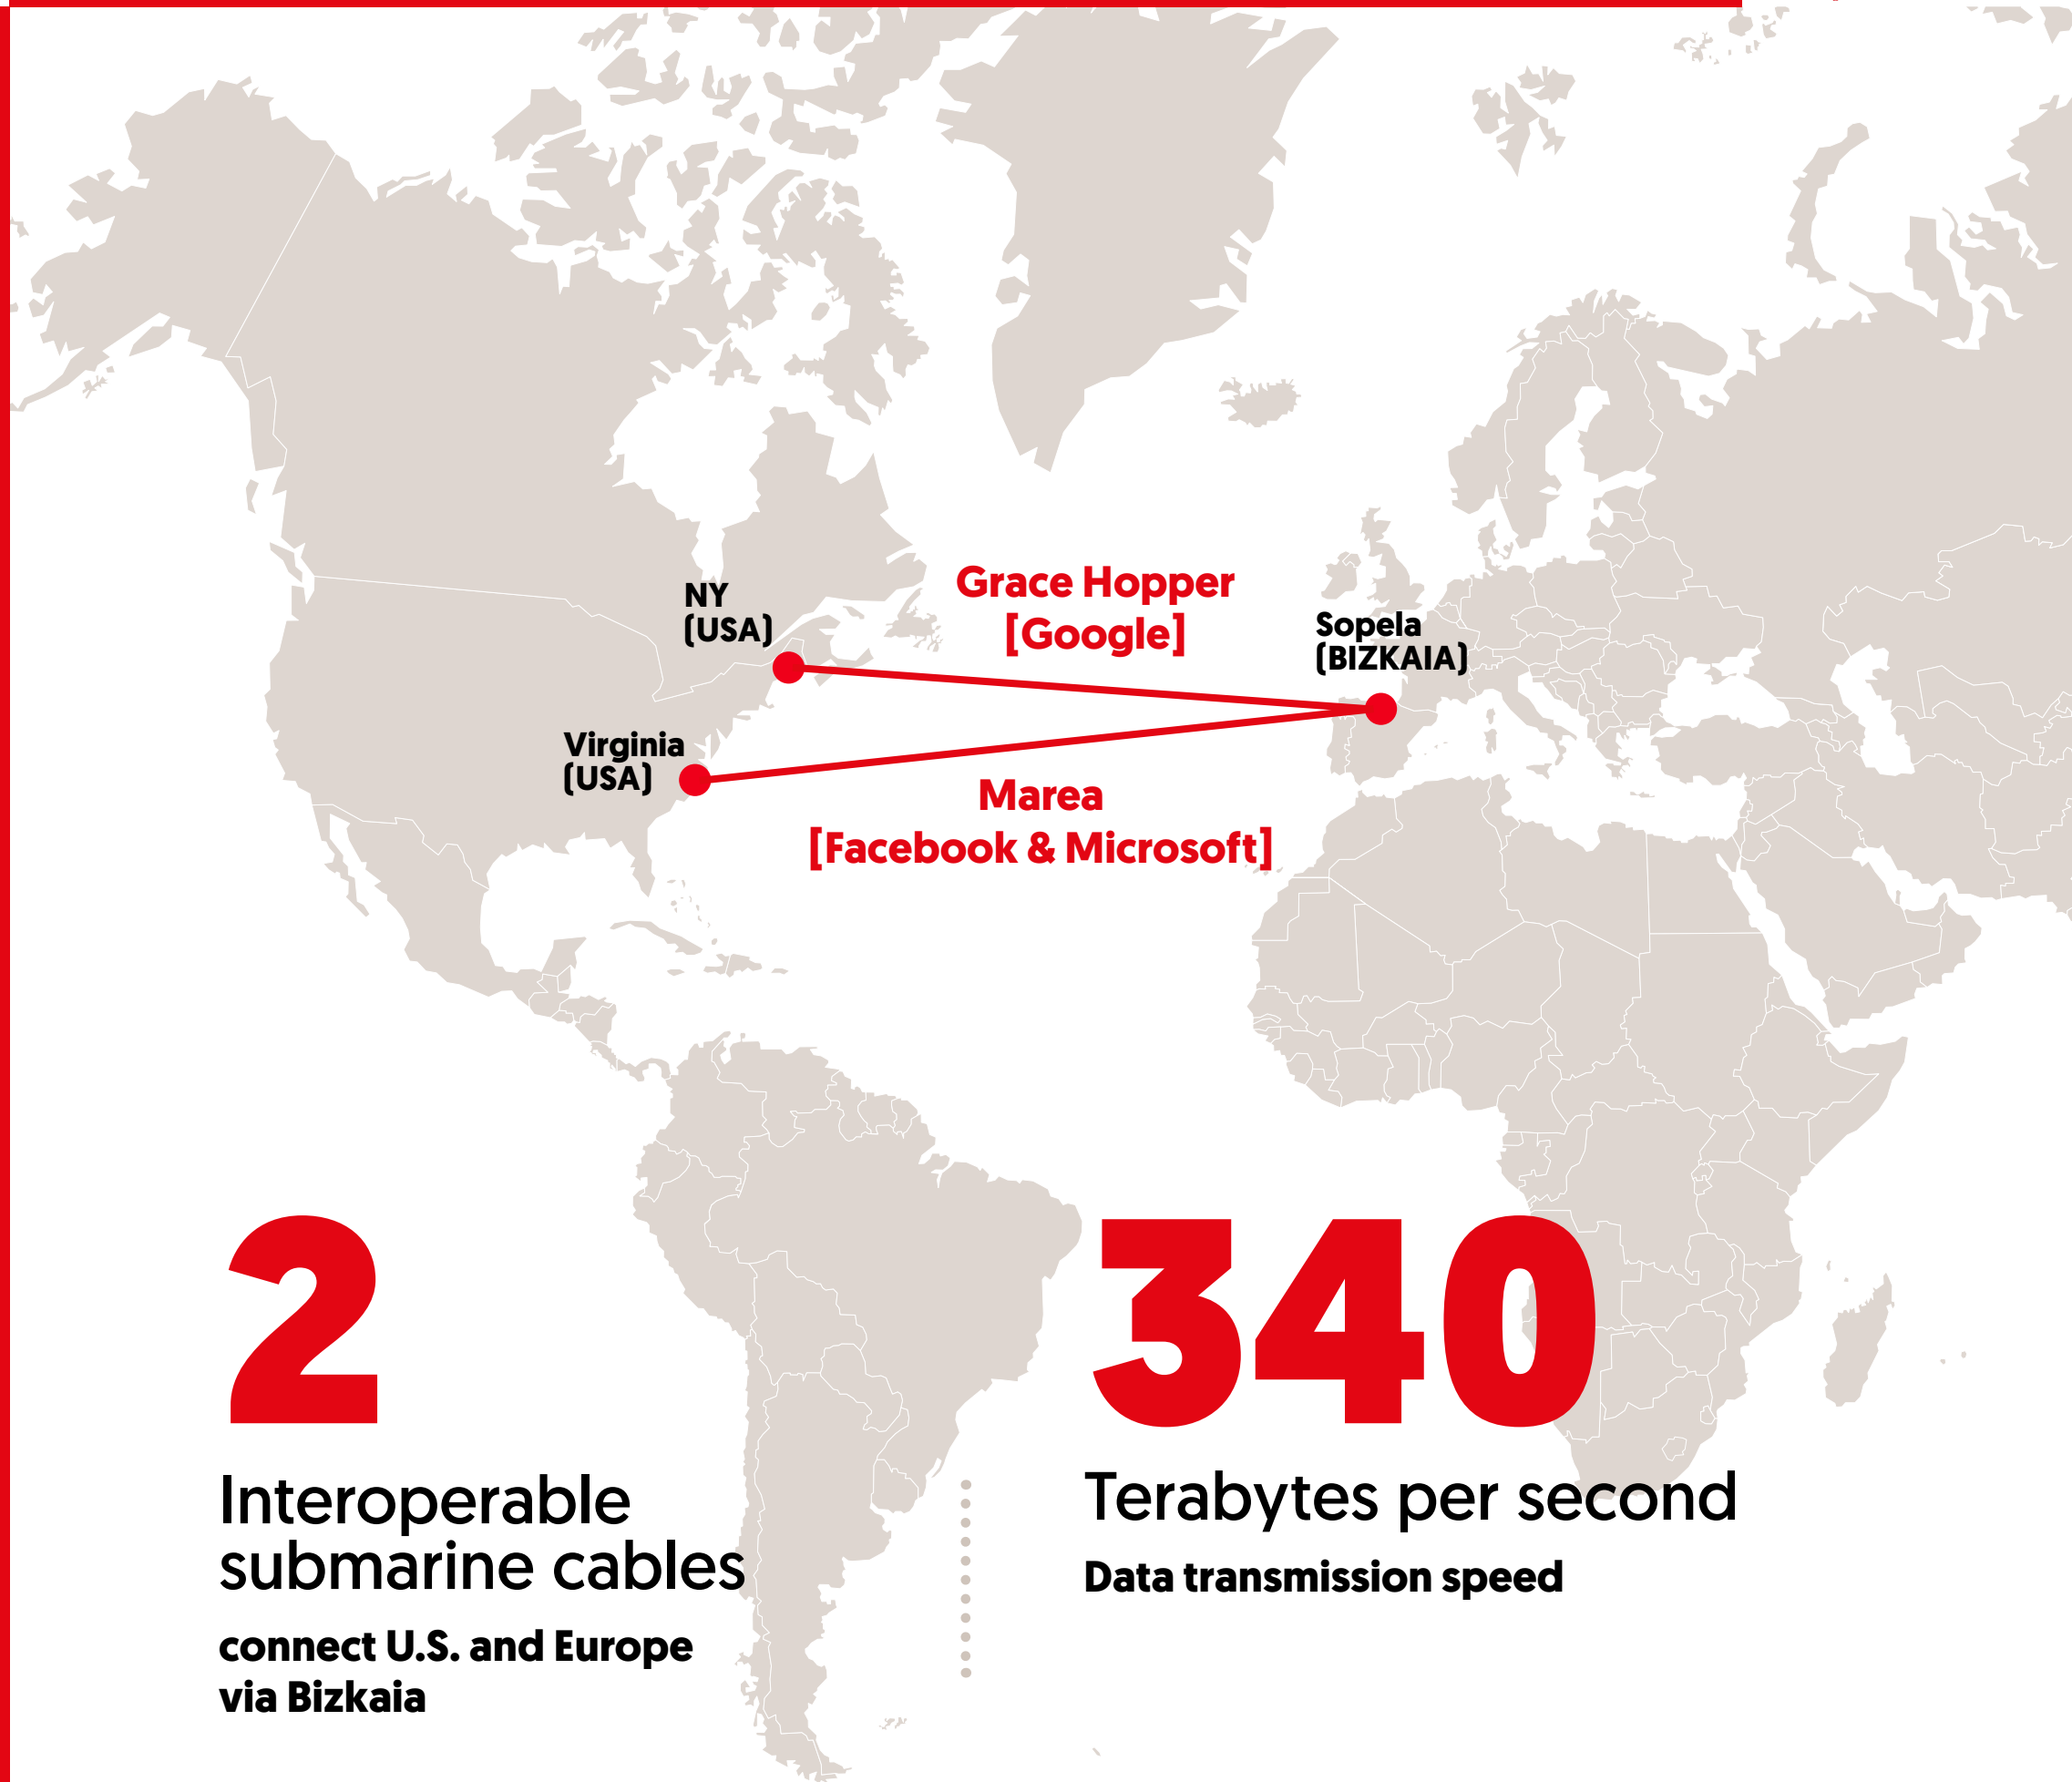 NY
(USA)
Grace Hopper
[Google]
Sopela
(BIZKAIA)
Virginia
(USA)
Marea
[Facebook & Microsoft]
2
Interoperable
submarine cables
connect U.S. and Europe
via Bizkaia
340
Terabytes per second
Data transmission speed